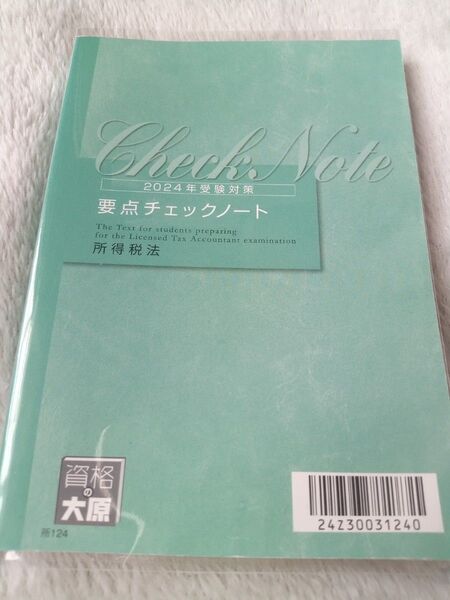 Check Note
2024年受験対策
要点チェックノート
The Text for students preparing
for the Licensed Tax Accountant examination
所得税法
資格
の
大原
所124
24Z30031240